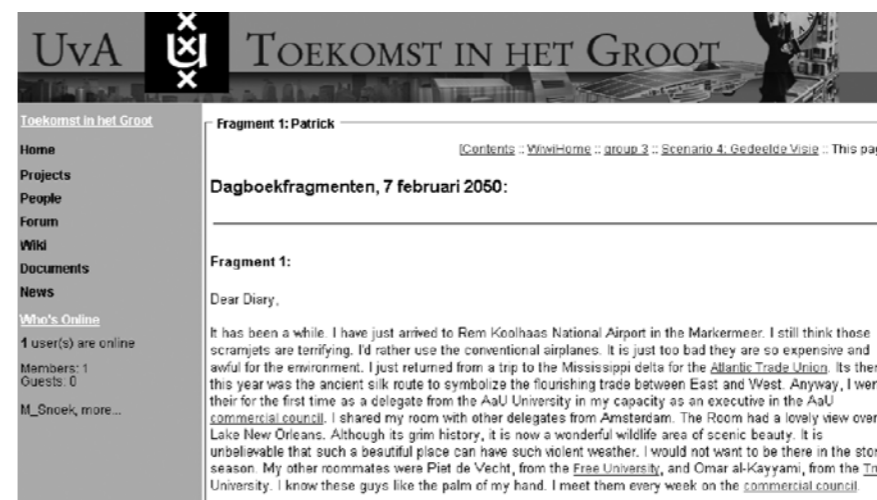 UvA TOEKOMST IN HET GROOT
Toekomst in het Groot
Home
Projects
People
Forum
Wiki
Documents
News
Who's Online
1 user(s) are online
Members: 1
Guests: 0
M_Snoek, more...
Fragment 1: Patrick
[Contents :: WiwiHome :: group 3 :: Scenario 4: Gedeelde Visie :: This pag
Dagboekfragmenten, 7 februari 2050:
Fragment 1:
Dear Diary,
It has been a while. I have just arrived to Rem Koolhaas National Airport in the Markermeer. I still think those
scramjets are terrifying. I'd rather use the conventional airplanes. It is just too bad they are so expensive and
awful for the environment. I just returned from a trip to the Mississippi delta for the Atlantic Trade Union. Its them
this year was the ancient silk route to symbolize the flourishing trade between East and West. Anyway, I wen
their for the first time as a delegate from the AaU University in my capacity as an executive in the AaU
commercial council. I shared my room with other delegates from Amsterdam. The Room had a lovely view over
Lake New Orleans. Although its grim history, it is now a wonderful wildlife area of scenic beauty. It is
unbelievable that such a beautiful place can have such violent weather. I would not want to be there in the stor
season. My other roommates were Piet de Vecht, from the Free University, and Omar al-Kayyami, from the Tr
University. I know these guys like the palm of my hand. I meet them every week on the commercial council.